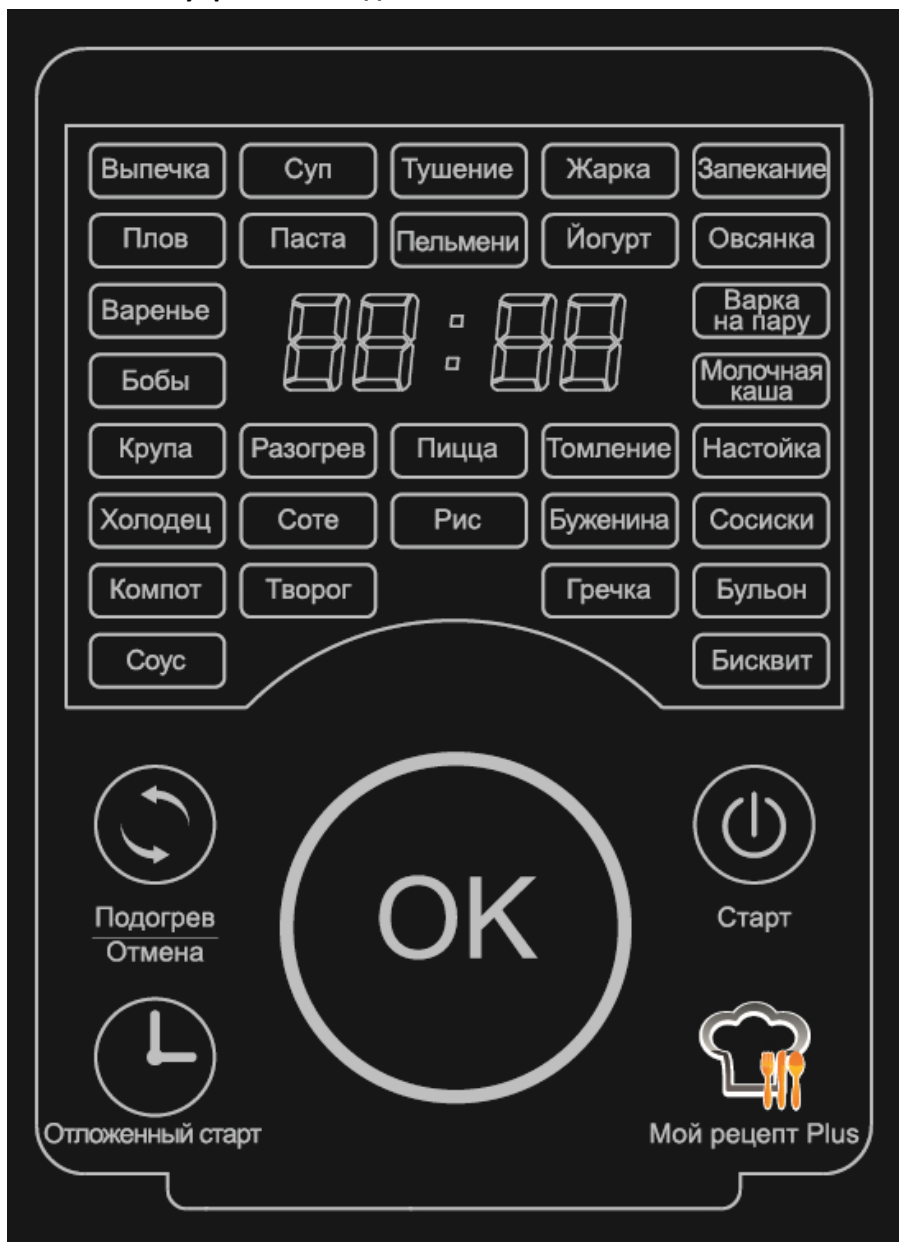 Выпечка
Суп
Тушение
Жарка
Запекание
Плов
Паста
Пельмени
Йогурт
Овсянка
Варенье
88:88
Варка
на пару
Бобы
Молочная
каша
Крупа
Разогрев
Пицца
Томление
Настойка
Холодец
Соте
Рис
Буженина
Сосиски
Компот
Творог
Гречка
Бульон
Соус
Бисквит
Подогрев
Отмена
OK
Старт
Отложенный старт
Мой рецепт Plus